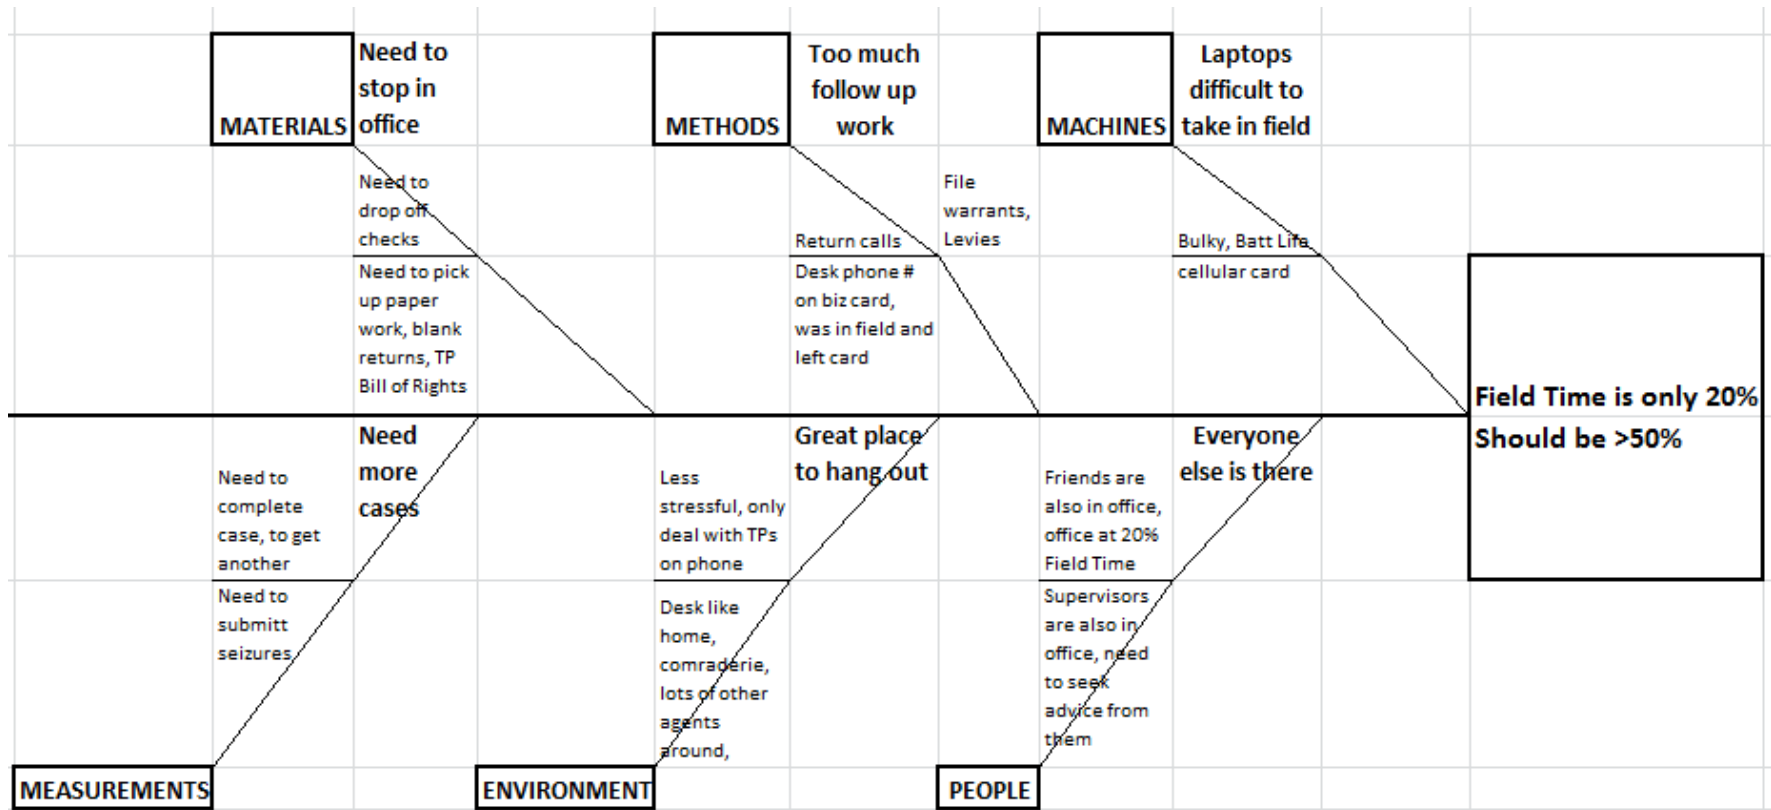 Need to
stop in
office
MATERIALS
Too much
follow up
work
METHODS
Laptops
difficult to
take in field
MACHINES
Need to
drop off
checks
Need to pick
up paper
work, blank
returns, TP
Bill of Rights
Return calls
Desk phone #
on biz card,
was in field and
left card
File
warrants,
Levies
Bulky, Batt Life
cellular card
Field Time is only 20%
Should be >50%
Need
more
cases
Need to
complete
case, to get
another
Need to
submitt
seizures
MEASUREMENTS
Great place
to hang out
Less
stressful, only
deal with TPs
on phone
Desk like
home,
comraderie,
lots of other
agents
around,
ENVIRONMENT
Everyone
else is there
Friends are
also in office,
office at 20%
Field Time
Supervisors
are also in
office, need
to seek
advice from
them
PEOPLE